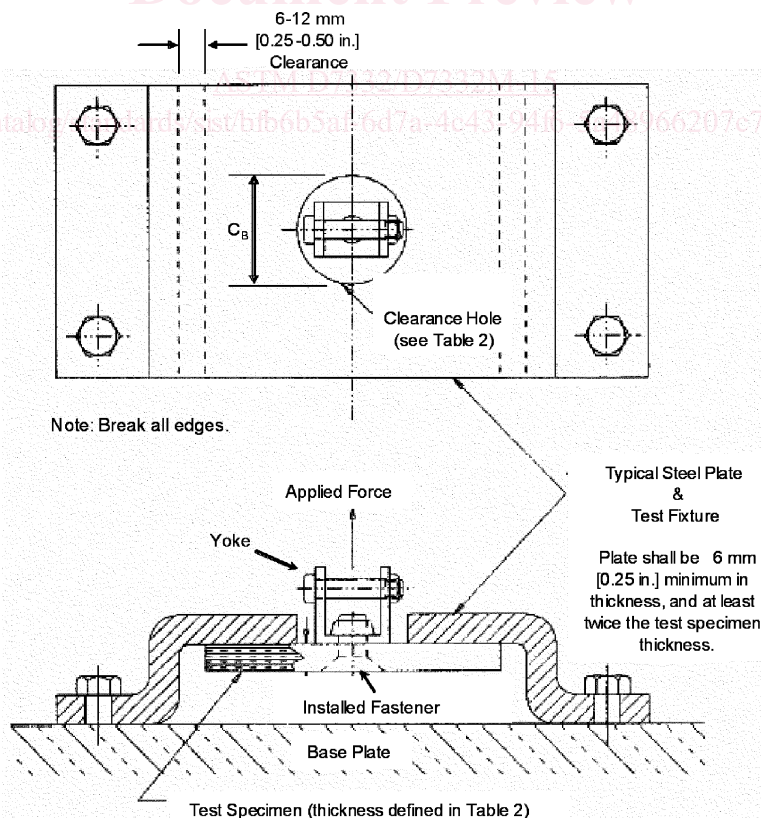 Document Preview
6-12 mm
[0.25-0.50 in.]
Clearance
ASTM D7332/D7332M-15
C_B
Clearance Hole
(see Table 2)
Note: Break all edges.
Typical Steel Plate
&
Test Fixture
Applied Force
Yoke
Plate shall be 6 mm
[0.25 in.] minimum in
thickness, and at least
twice the test specimen
thickness.
Installed Fastener
Base Plate
Test Specimen (thickness defined in Table 2)